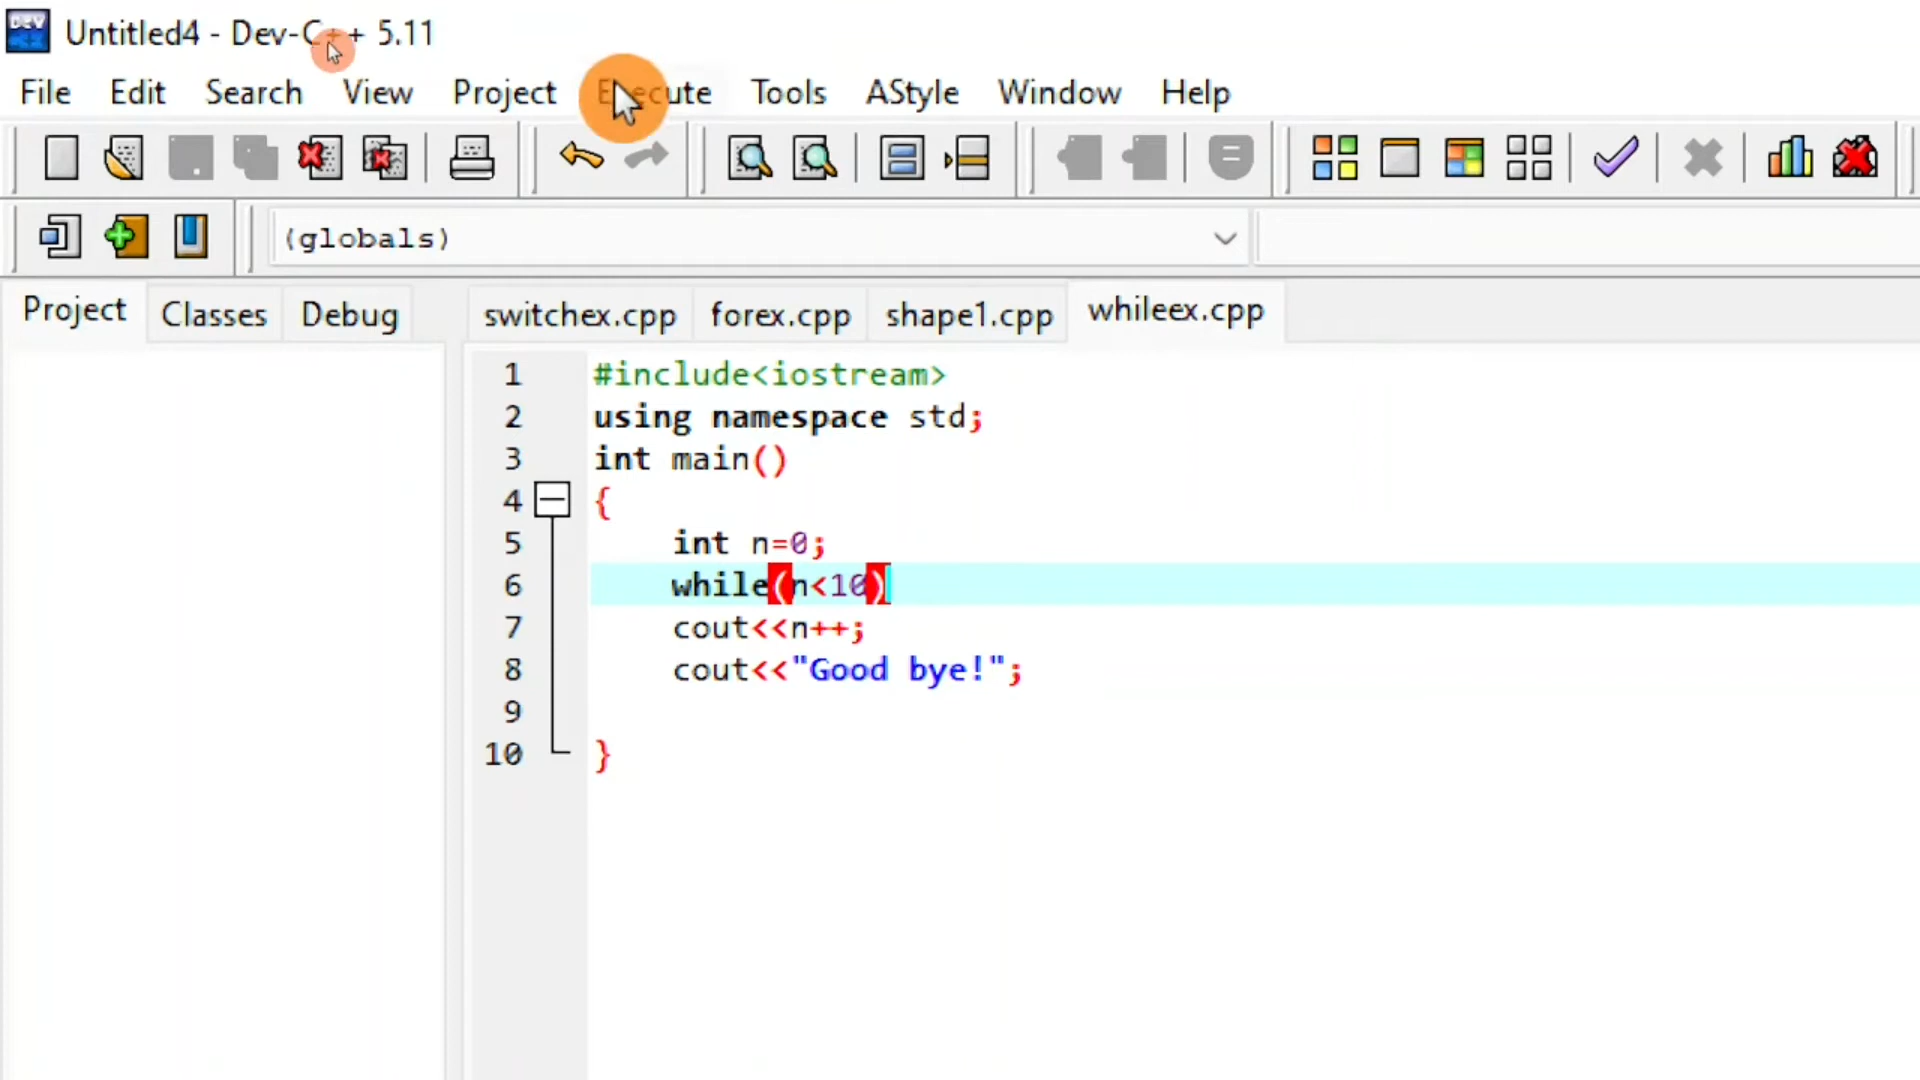 Untitled4 - Dev-C++ 5.11
File Edit Search View Project Execute Tools AStyle Window Help
(globals)
Project Classes Debug switchex.cpp forex.cpp shape1.cpp whileex.cpp
1 #include<iostream>
2 using namespace std;
3 int main()
4 {
5 int n=0;
6 while(n<10)
7 cout<<n++;
8 cout<<"Good bye!";
9
10 }